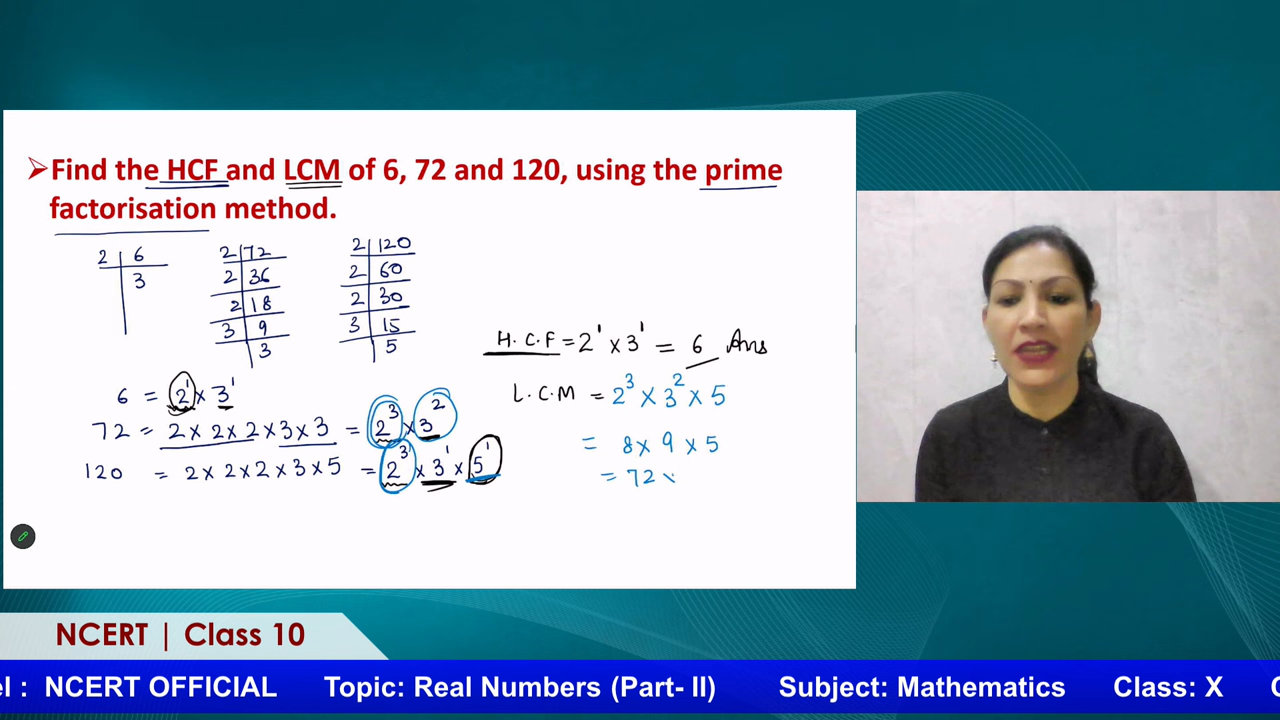 ➢Find the HCF and LCM of 6, 72 and 120, using the prime
factorisation method.
2 | 6
3
2 | 72
2 | 36
2 | 18
3 | 9
3
2 | 120
2 | 60
2 | 30
3 | 15
5
6 = 2¹ × 3¹
72 = 2 × 2 × 2 × 3 × 3 = 2³ × 3²
120 = 2 × 2 × 2 × 3 × 5 = 2³ × 3¹ × 5¹
H.C.F = 2¹ × 3¹ = 6 Ans
L.C.M = 2³ × 3² × 5
= 8 × 9 × 5
= 72 ×
NCERT | Class 10
: NCERT OFFICIAL Topic: Real Numbers (Part- II) Subject: Mathematics Class: X